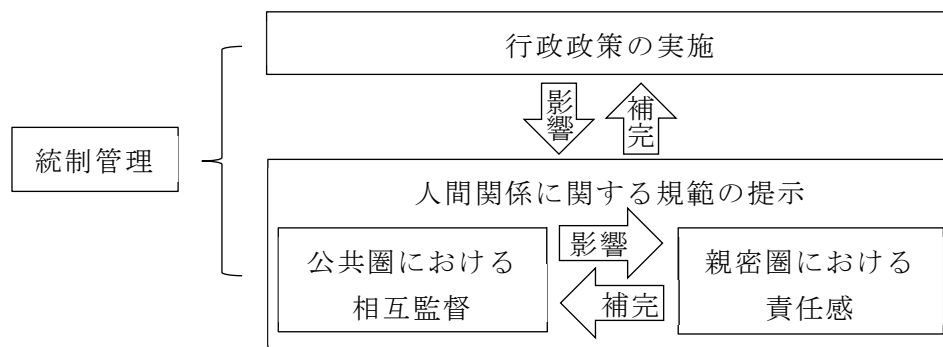 行政政策の実施
影響
補完
統制管理
人間関係に関する規範の提示
公共圏における
相互監督
影響
補完
親密圏における
責任感